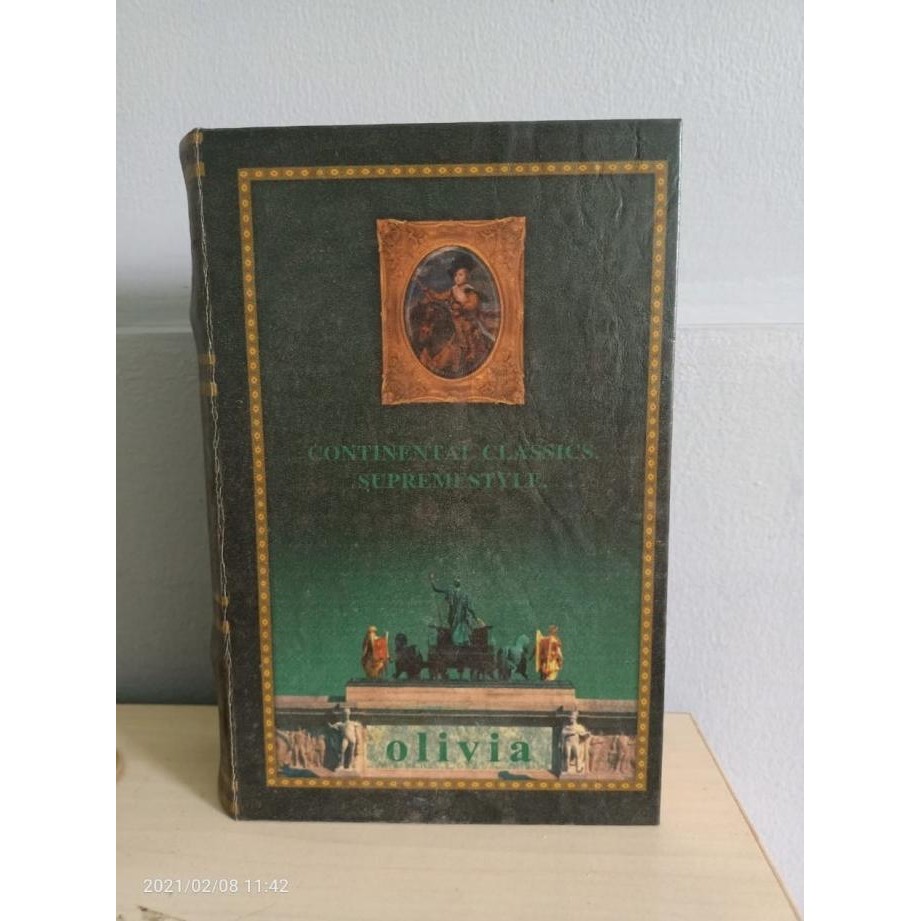 CONTINENTAL CLASSICS.
SUPREMESTYLE.
olivia
2021/02/08 11:42